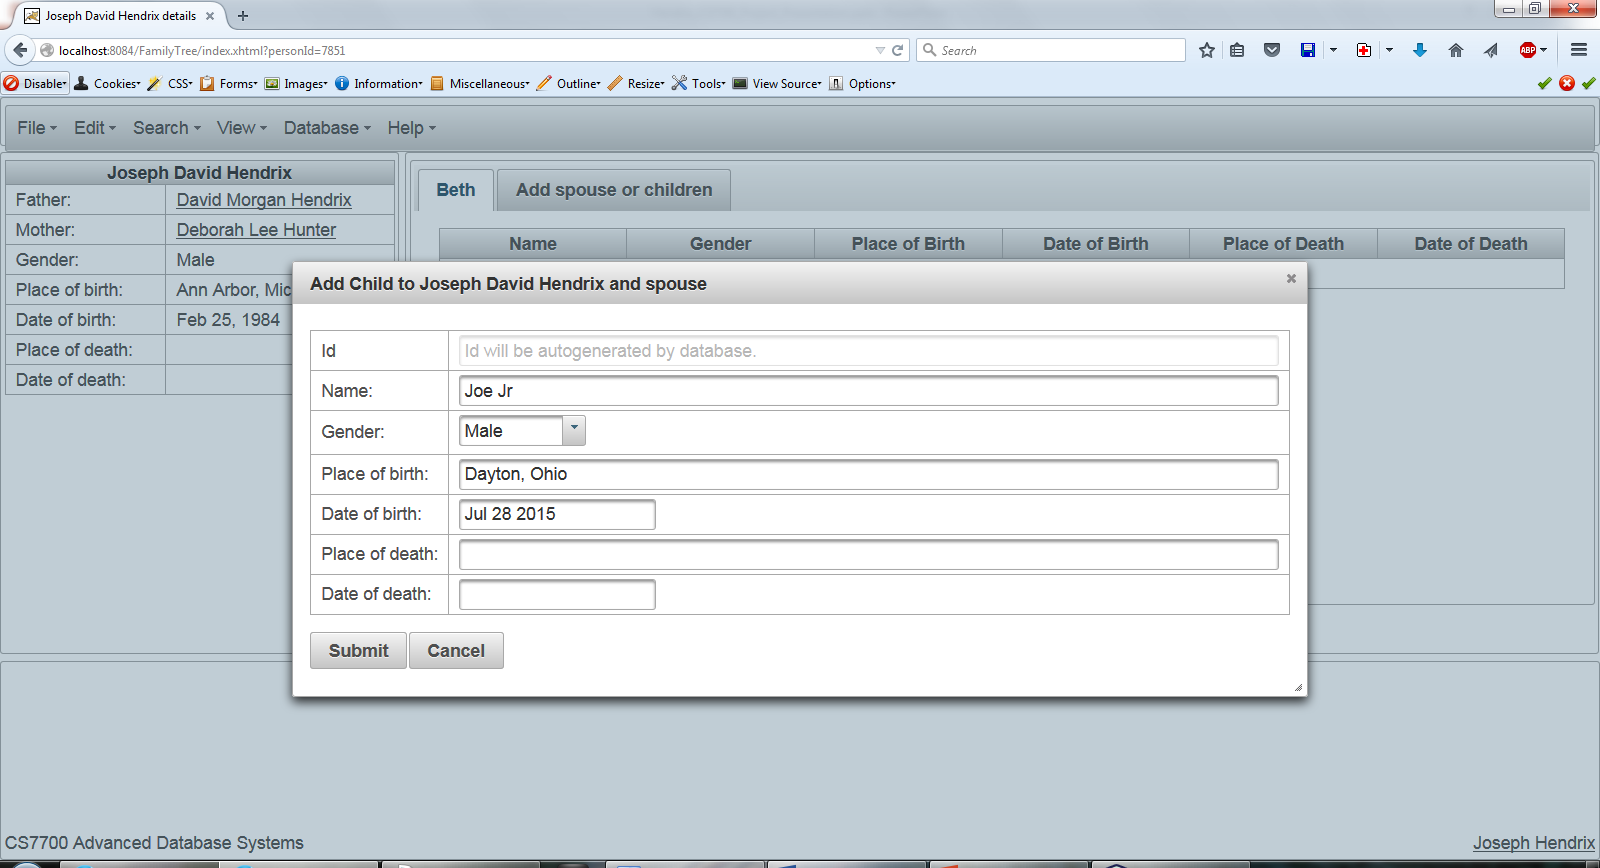 Joseph David Hendrix details
localhost:8084/FamilyTree/index.xhtml?personId=7851
Search
ABP
Disable Cookies CSS Forms Images Information Miscellaneous Outline Resize Tools View Source Options
File Edit Search View Database Help
Joseph David Hendrix
Father: David Morgan Hendrix
Mother: Deborah Lee Hunter
Gender: Male
Place of birth: Ann Arbor, Mic
Date of birth: Feb 25, 1984
Place of death:
Date of death:
Beth Add spouse or children
Name Gender Place of Birth Date of Birth Place of Death Date of Death
Add Child to Joseph David Hendrix and spouse
Id Id will be autogenerated by database.
Name: Joe Jr
Gender: Male
Place of birth: Dayton, Ohio
Date of birth: Jul 28 2015
Place of death:
Date of death:
Submit Cancel
CS7700 Advanced Database Systems
Joseph Hendrix